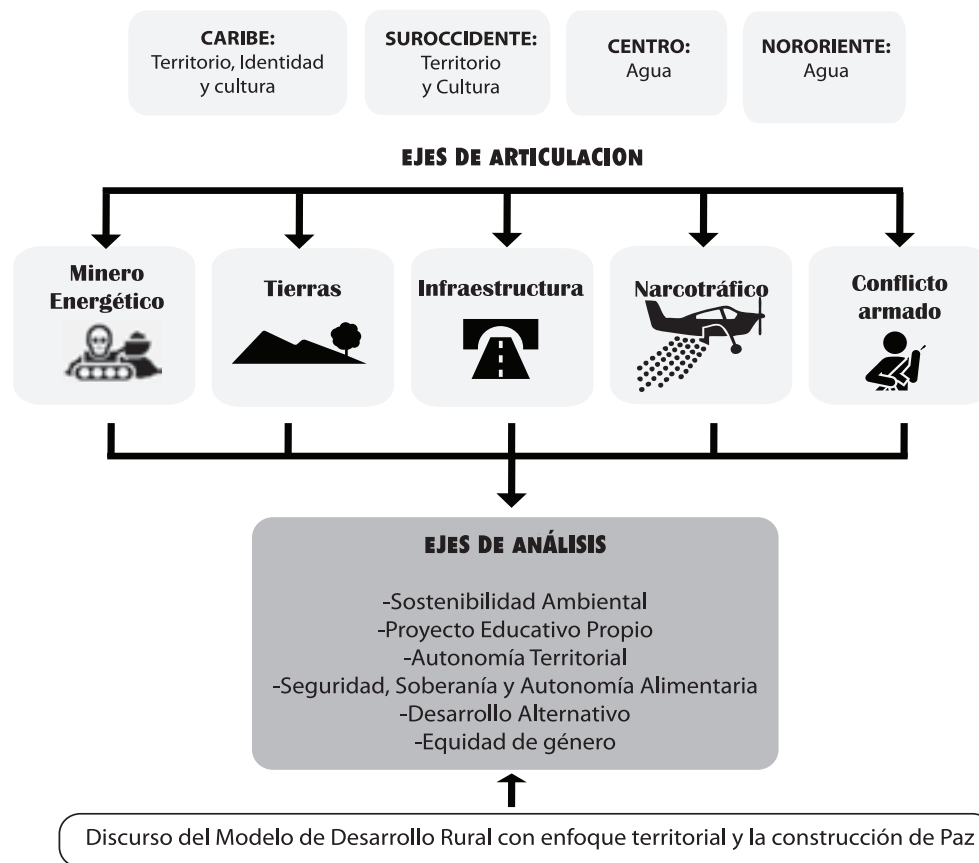 CARIBE:
Territorio, Identidad
y cultura
SUROCCIDENTE:
Territorio
y Cultura
CENTRO:
Agua
NORORIENTE:
Agua
EJES DE ARTICULACION
Minero
Energético
Tierras
Infraestructura
Narcotráfico
Conflicto
armado
EJES DE ANÁLISIS
-Sostenibilidad Ambiental
-Proyecto Educativo Propio
-Autonomía Territorial
-Seguridad, Soberanía y Autonomía Alimentaria
-Desarrollo Alternativo
-Equidad de género
Discurso del Modelo de Desarrollo Rural con enfoque territorial y la construcción de Paz